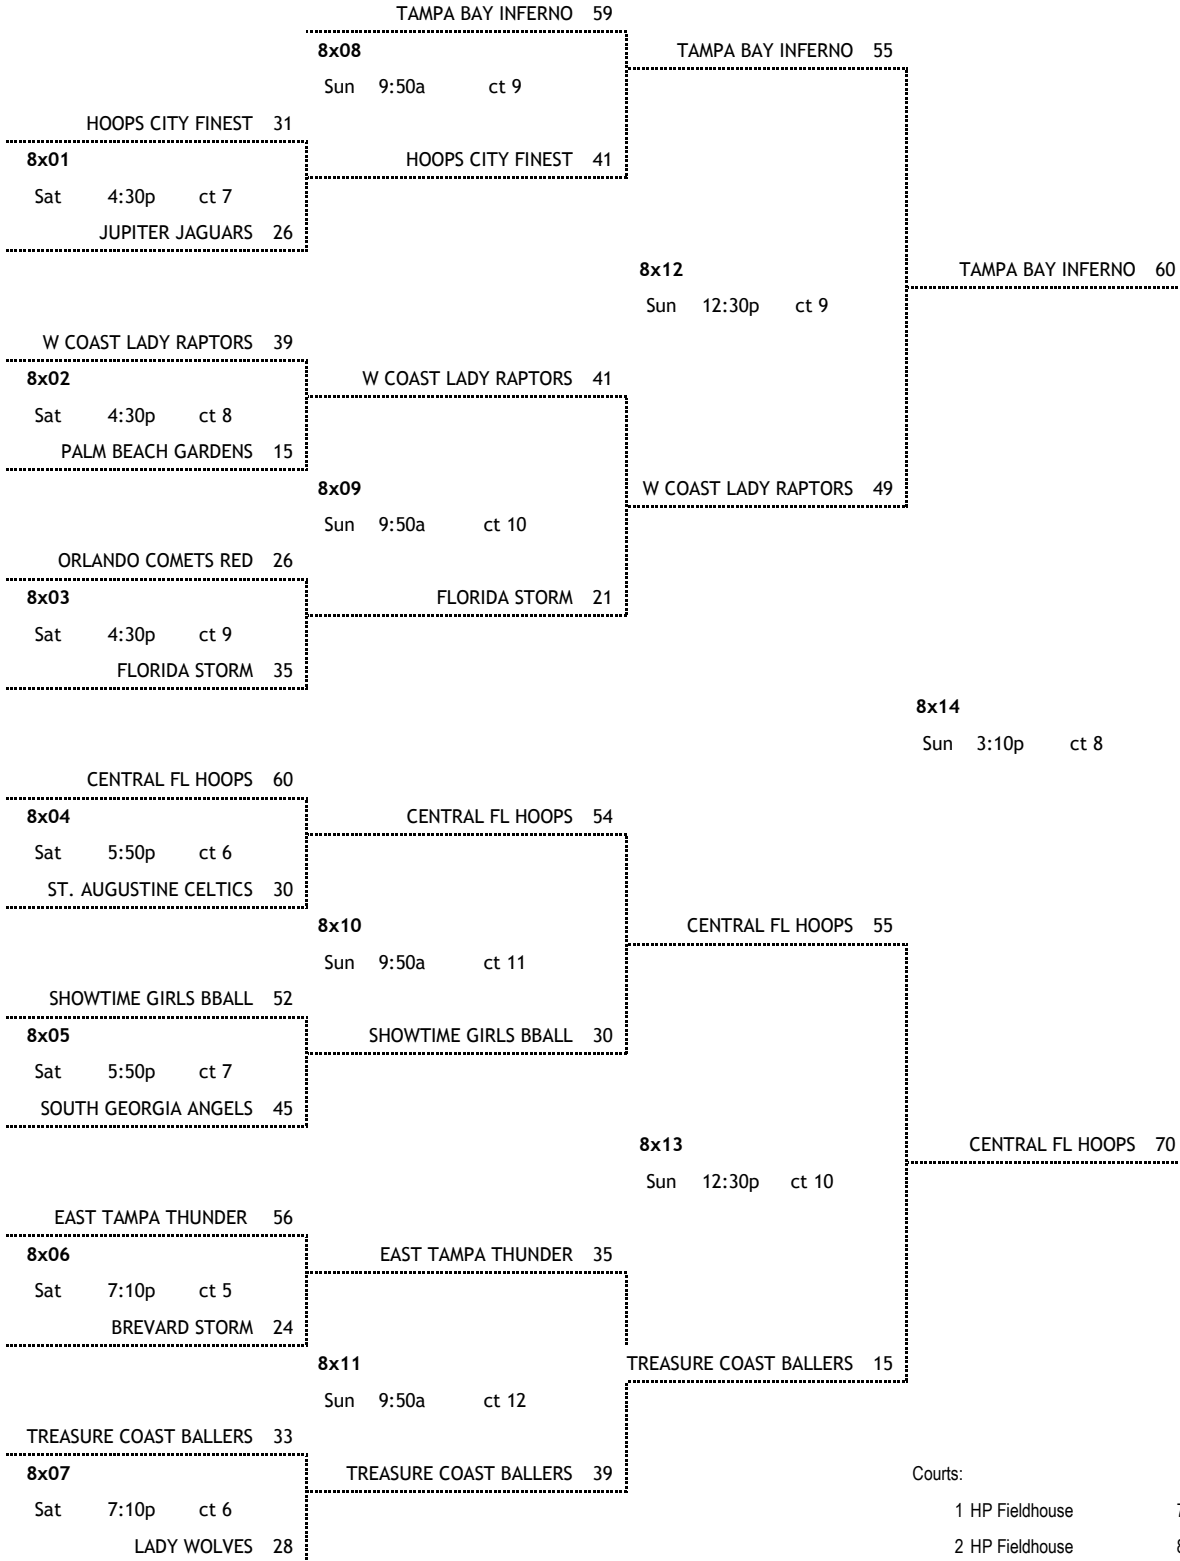 TAMPA BAY INFERNO 59
8x08 TAMPA BAY INFERNO 55
Sun 9:50a ct 9
HOOPS CITY FINEST 31
8x01 HOOPS CITY FINEST 41
Sat 4:30p ct 7
JUPITER JAGUARS 26
8x12 TAMPA BAY INFERNO 60
Sun 12:30p ct 9
W COAST LADY RAPTORS 39
8x02 W COAST LADY RAPTORS 41
Sat 4:30p ct 8
PALM BEACH GARDENS 15
8x09 W COAST LADY RAPTORS 49
Sun 9:50a ct 10
ORLANDO COMETS RED 26
8x03 FLORIDA STORM 21
Sat 4:30p ct 9
FLORIDA STORM 35
8x14
Sun 3:10p ct 8
CENTRAL FL HOOPS 60
8x04 CENTRAL FL HOOPS 54
Sat 5:50p ct 6
ST. AUGUSTINE CELTICS 30
8x10 CENTRAL FL HOOPS 55
Sun 9:50a ct 11
SHOWTIME GIRLS BBALL 52
8x05 SHOWTIME GIRLS BBALL 30
Sat 5:50p ct 7
SOUTH GEORGIA ANGELS 45
8x13 CENTRAL FL HOOPS 70
Sun 12:30p ct 10
EAST TAMPA THUNDER 56
8x06 EAST TAMPA THUNDER 35
Sat 7:10p ct 5
BREVARD STORM 24
8x11 TREASURE COAST BALLERS 15
Sun 9:50a ct 12
TREASURE COAST BALLERS 33
8x07 TREASURE COAST BALLERS 39 Courts:
Sat 7:10p ct 6 1 HP Fieldhouse
LADY WOLVES 28 2 HP Fieldhouse